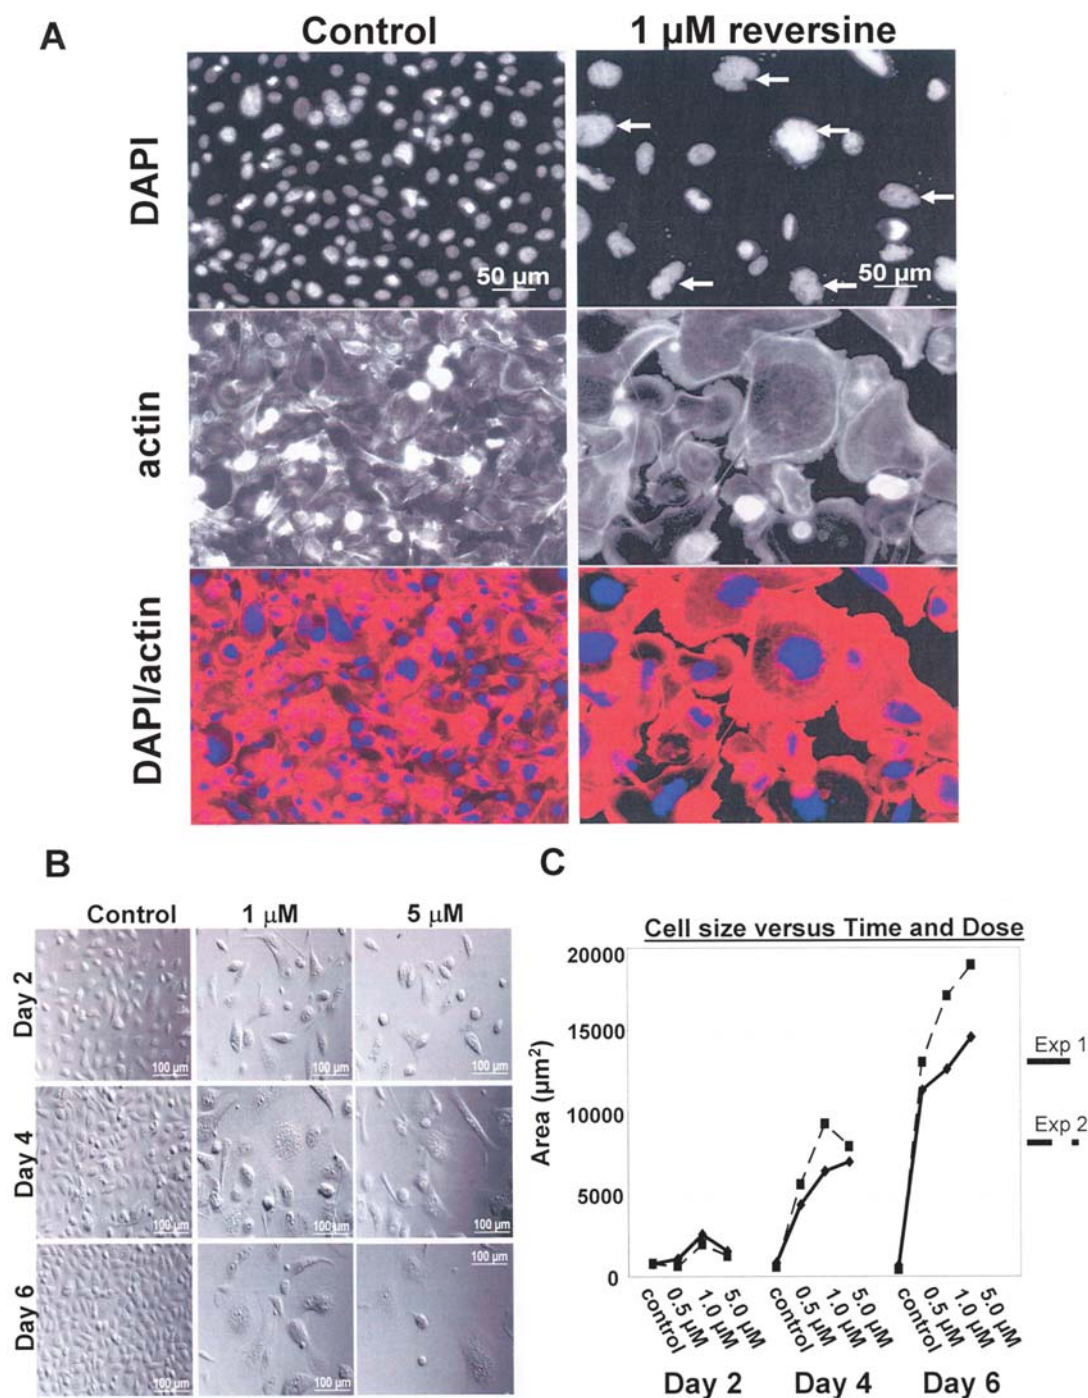 A
Control
1 µM reversine
DAPI
50 µm
50 µm
actin
DAPI/actin
B
Control
1 µM
5 µM
Day 2
100 µm
100 µm
100 µm
Day 4
100 µm
100 µm
100 µm
Day 6
100 µm
100 µm
100 µm
C
Cell size versus Time and Dose
Area (µm²)
20000
15000
10000
5000
0
Exp 1
Exp 2
control
0.5 µM
1.0 µM
5.0 µM
control
0.5 µM
1.0 µM
5.0 µM
control
0.5 µM
1.0 µM
5.0 µM
Day 2
Day 4
Day 6